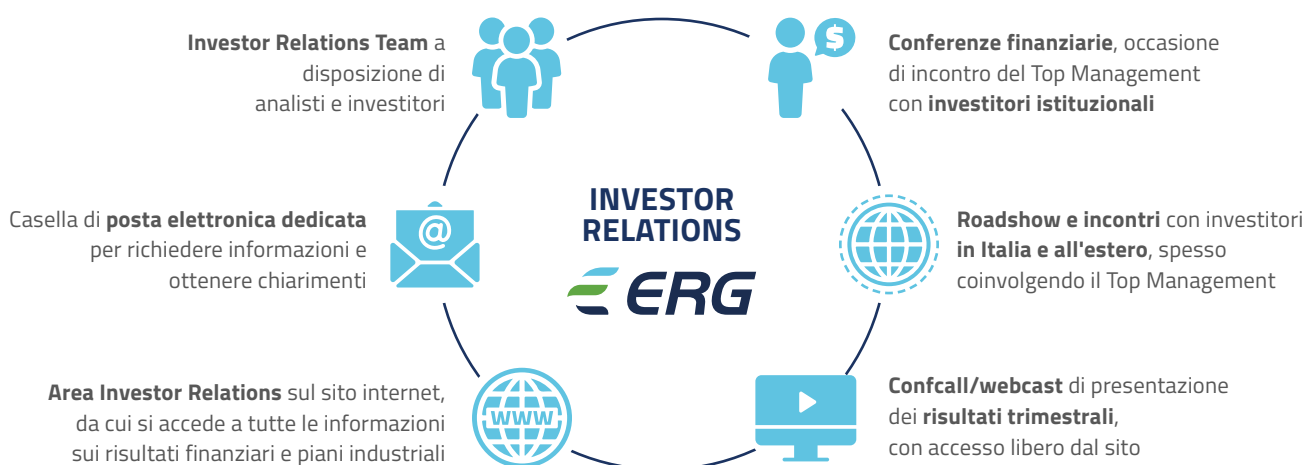 Investor Relations Team a
disposizione di
analisti e investitori
$
Conferenze finanziarie, occasione
di incontro del Top Management
con investitori istituzionali
Casella di posta elettronica dedicata
per richiedere informazioni e
ottenere chiarimenti
@
INVESTOR
RELATIONS
ERG
Roadshow e incontri con investitori
in Italia e all'estero, spesso
coinvolgendo il Top Management
Area Investor Relations sul sito internet,
da cui si accede a tutte le informazioni
sui risultati finanziari e piani industriali
WWW
Confcall/webcast di presentazione
dei risultati trimestrali,
con accesso libero dal sito